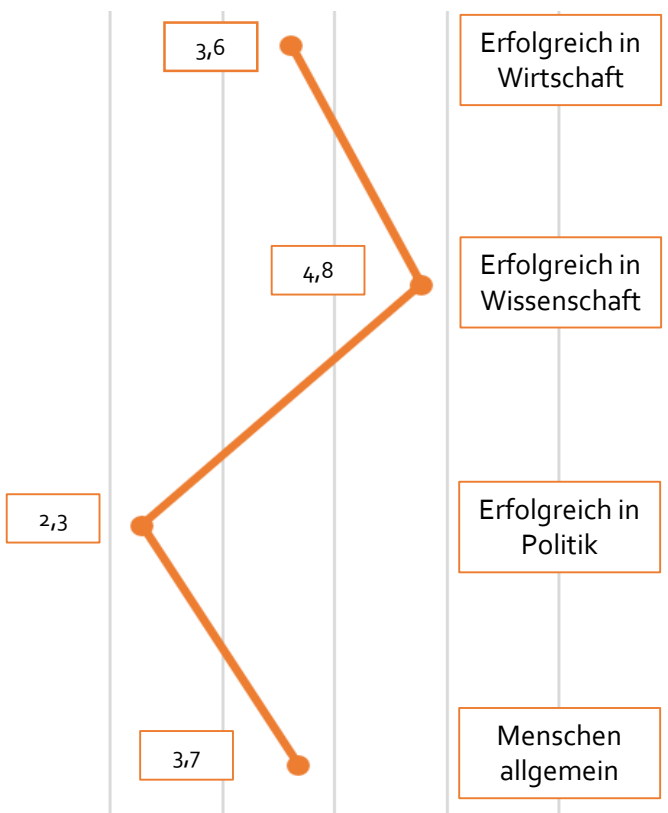 3,6
Erfolgreich in
Wirtschaft
4,8
Erfolgreich in
Wissenschaft
2,3
Erfolgreich in
Politik
3,7
Menschen
allgemein